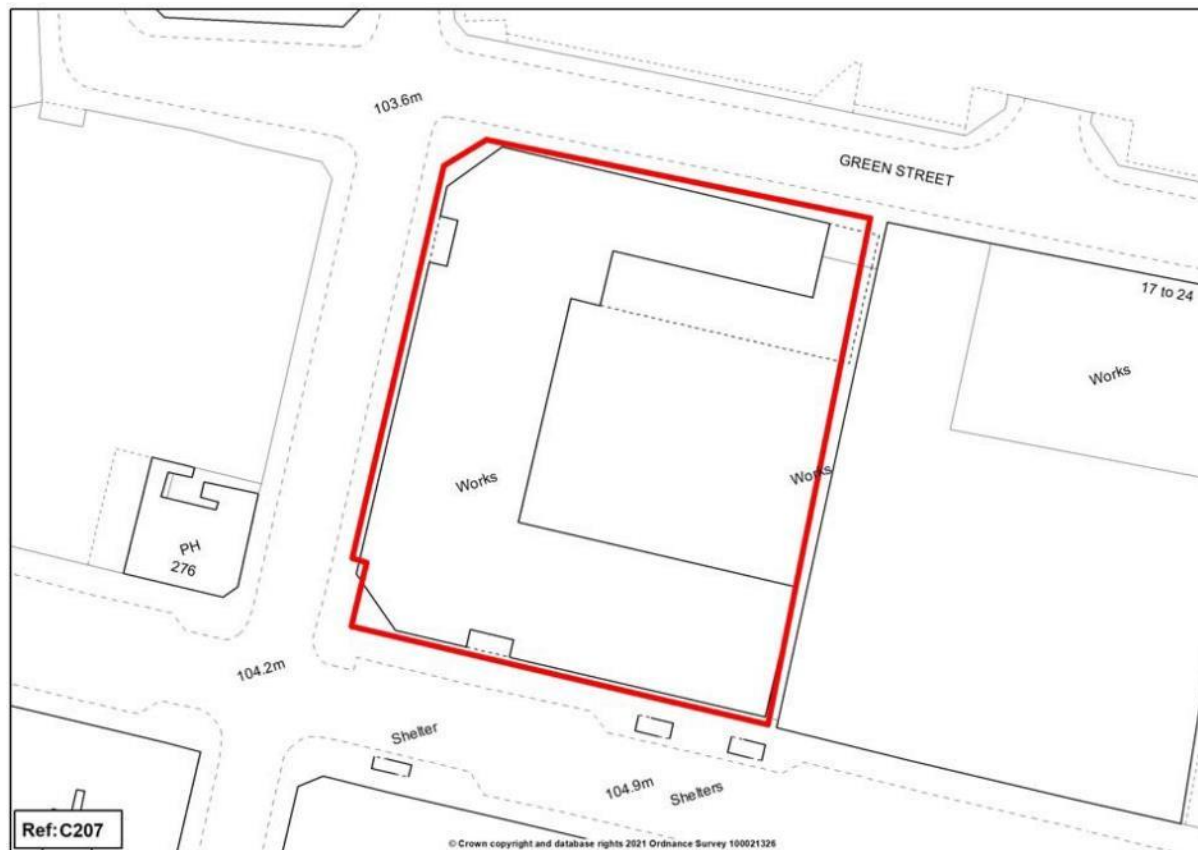 103.6m
GREEN STREET
17 to 24
Works
Works
Works
PH
276
104.2m
Shelter
104.9m
Shelters
Ref: C207
© Crown copyright and database rights 2021 Ordnance Survey 100021326